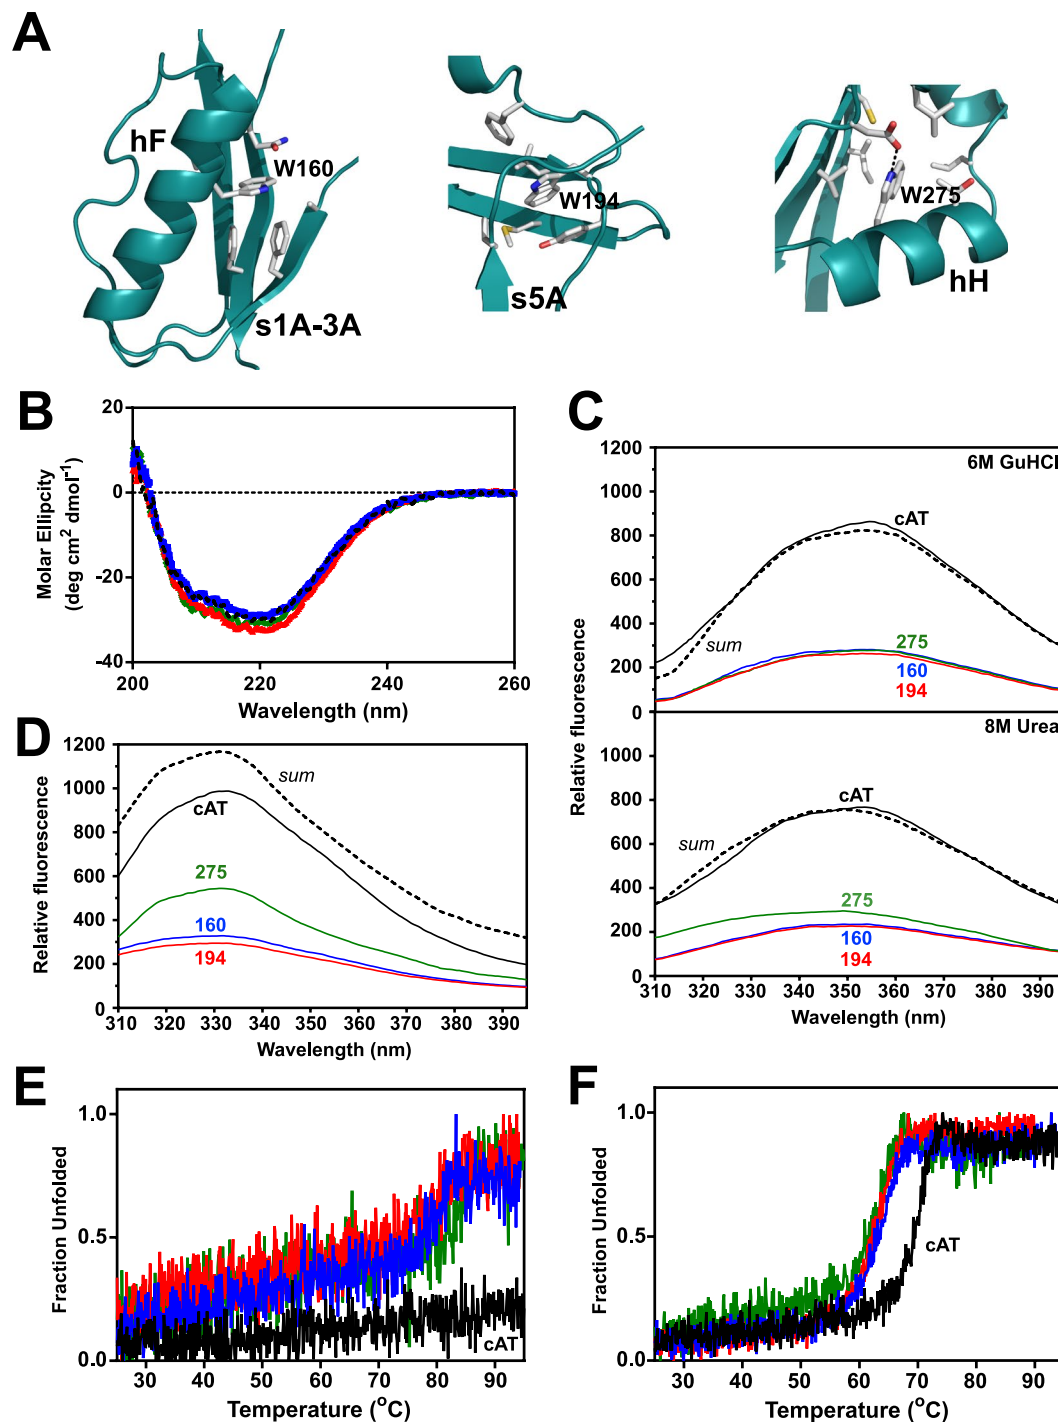 A
hF
W160
s1A-3A
W194
s5A
W275
hH
B
20
0
-20
-40
Molar Ellipcity
(deg cm² dmol⁻¹)
200 220 240 260
Wavelength (nm)
C
1200
1000
800
600
400
200
0
6M GuHCl
cAT
sum
275
160
194
1000
800
600
400
200
0
8M Urea
cAT
sum
275
160
194
Relative fluorescence
310 320 330 340 350 360 370 380 390
Wavelength (nm)
D
1200
1000
800
600
400
200
0
Relative fluorescence
sum
cAT
275
160
194
310 320 330 340 350 360 370 380 390
Wavelength (nm)
E
1.0
0.5
0.0
Fraction Unfolded
cAT
30 40 50 60 70 80 90
Temperature (°C)
F
1.0
0.5
0.0
Fraction Unfolded
cAT
30 40 50 60 70 80 90
Temperature (°C)